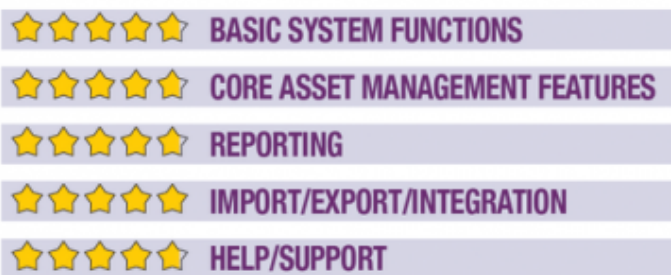 BASIC SYSTEM FUNCTIONS
CORE ASSET MANAGEMENT FEATURES
REPORTING
IMPORT/EXPORT/INTEGRATION
HELP/SUPPORT